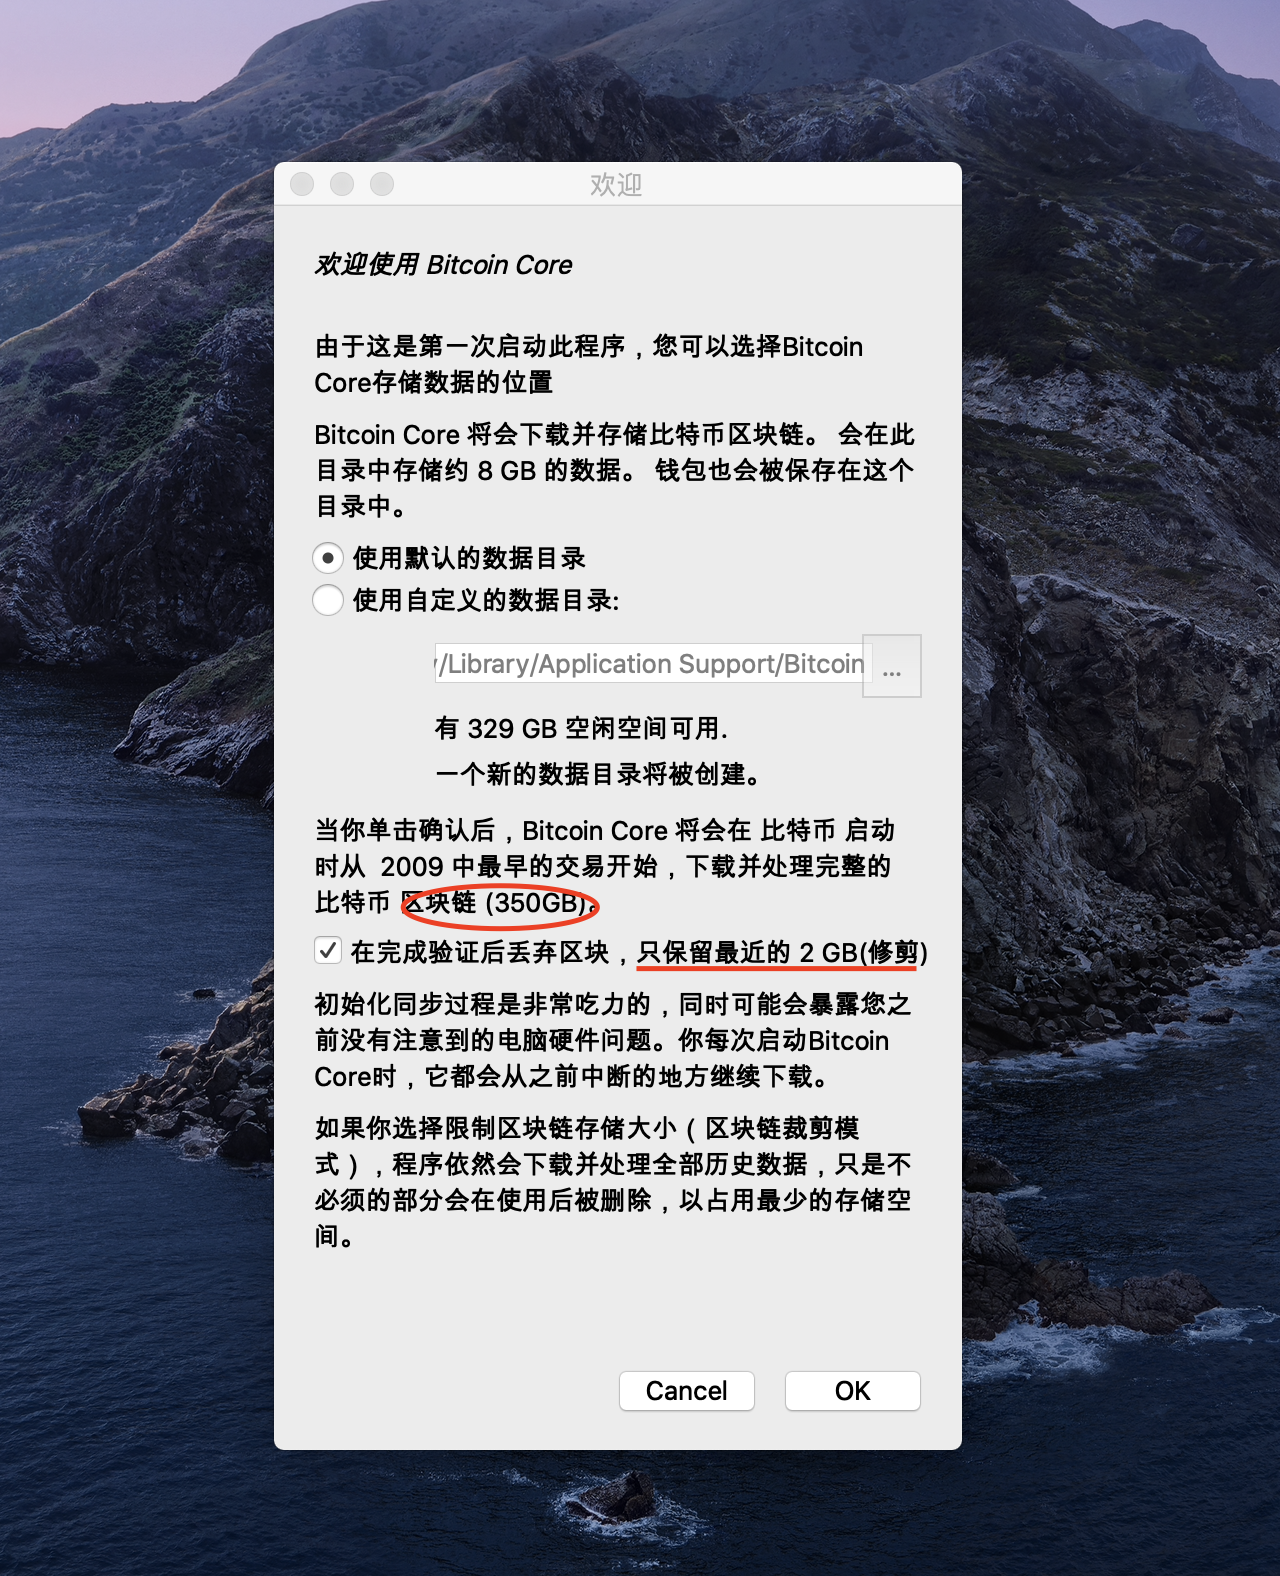 欢迎
欢迎使用 Bitcoin Core
由于这是第一次启动此程序，您可以选择Bitcoin
Core存储数据的位置
Bitcoin Core 将会下载并存储比特币区块链。 会在此
目录中存储约 8 GB 的数据。 钱包也会被保存在这个
目录中。
使用默认的数据目录
使用自定义的数据目录:
/Library/Application Support/Bitcoin
...
有 329 GB 空闲空间可用.
一个新的数据目录将被创建。
当你单击确认后，Bitcoin Core 将会在 比特币 启动
时从  2009 中最早的交易开始，下载并处理完整的
比特币 区块链 (350GB)。
在完成验证后丢弃区块，只保留最近的 2 GB(修剪)
初始化同步过程是非常吃力的，同时可能会暴露您之
前没有注意到的电脑硬件问题。你每次启动Bitcoin
Core时，它都会从之前中断的地方继续下载。
如果你选择限制区块链存储大小（区块链裁剪模
式），程序依然会下载并处理全部历史数据，只是不
必须的部分会在使用后被删除，以占用最少的存储空
间。
Cancel
OK